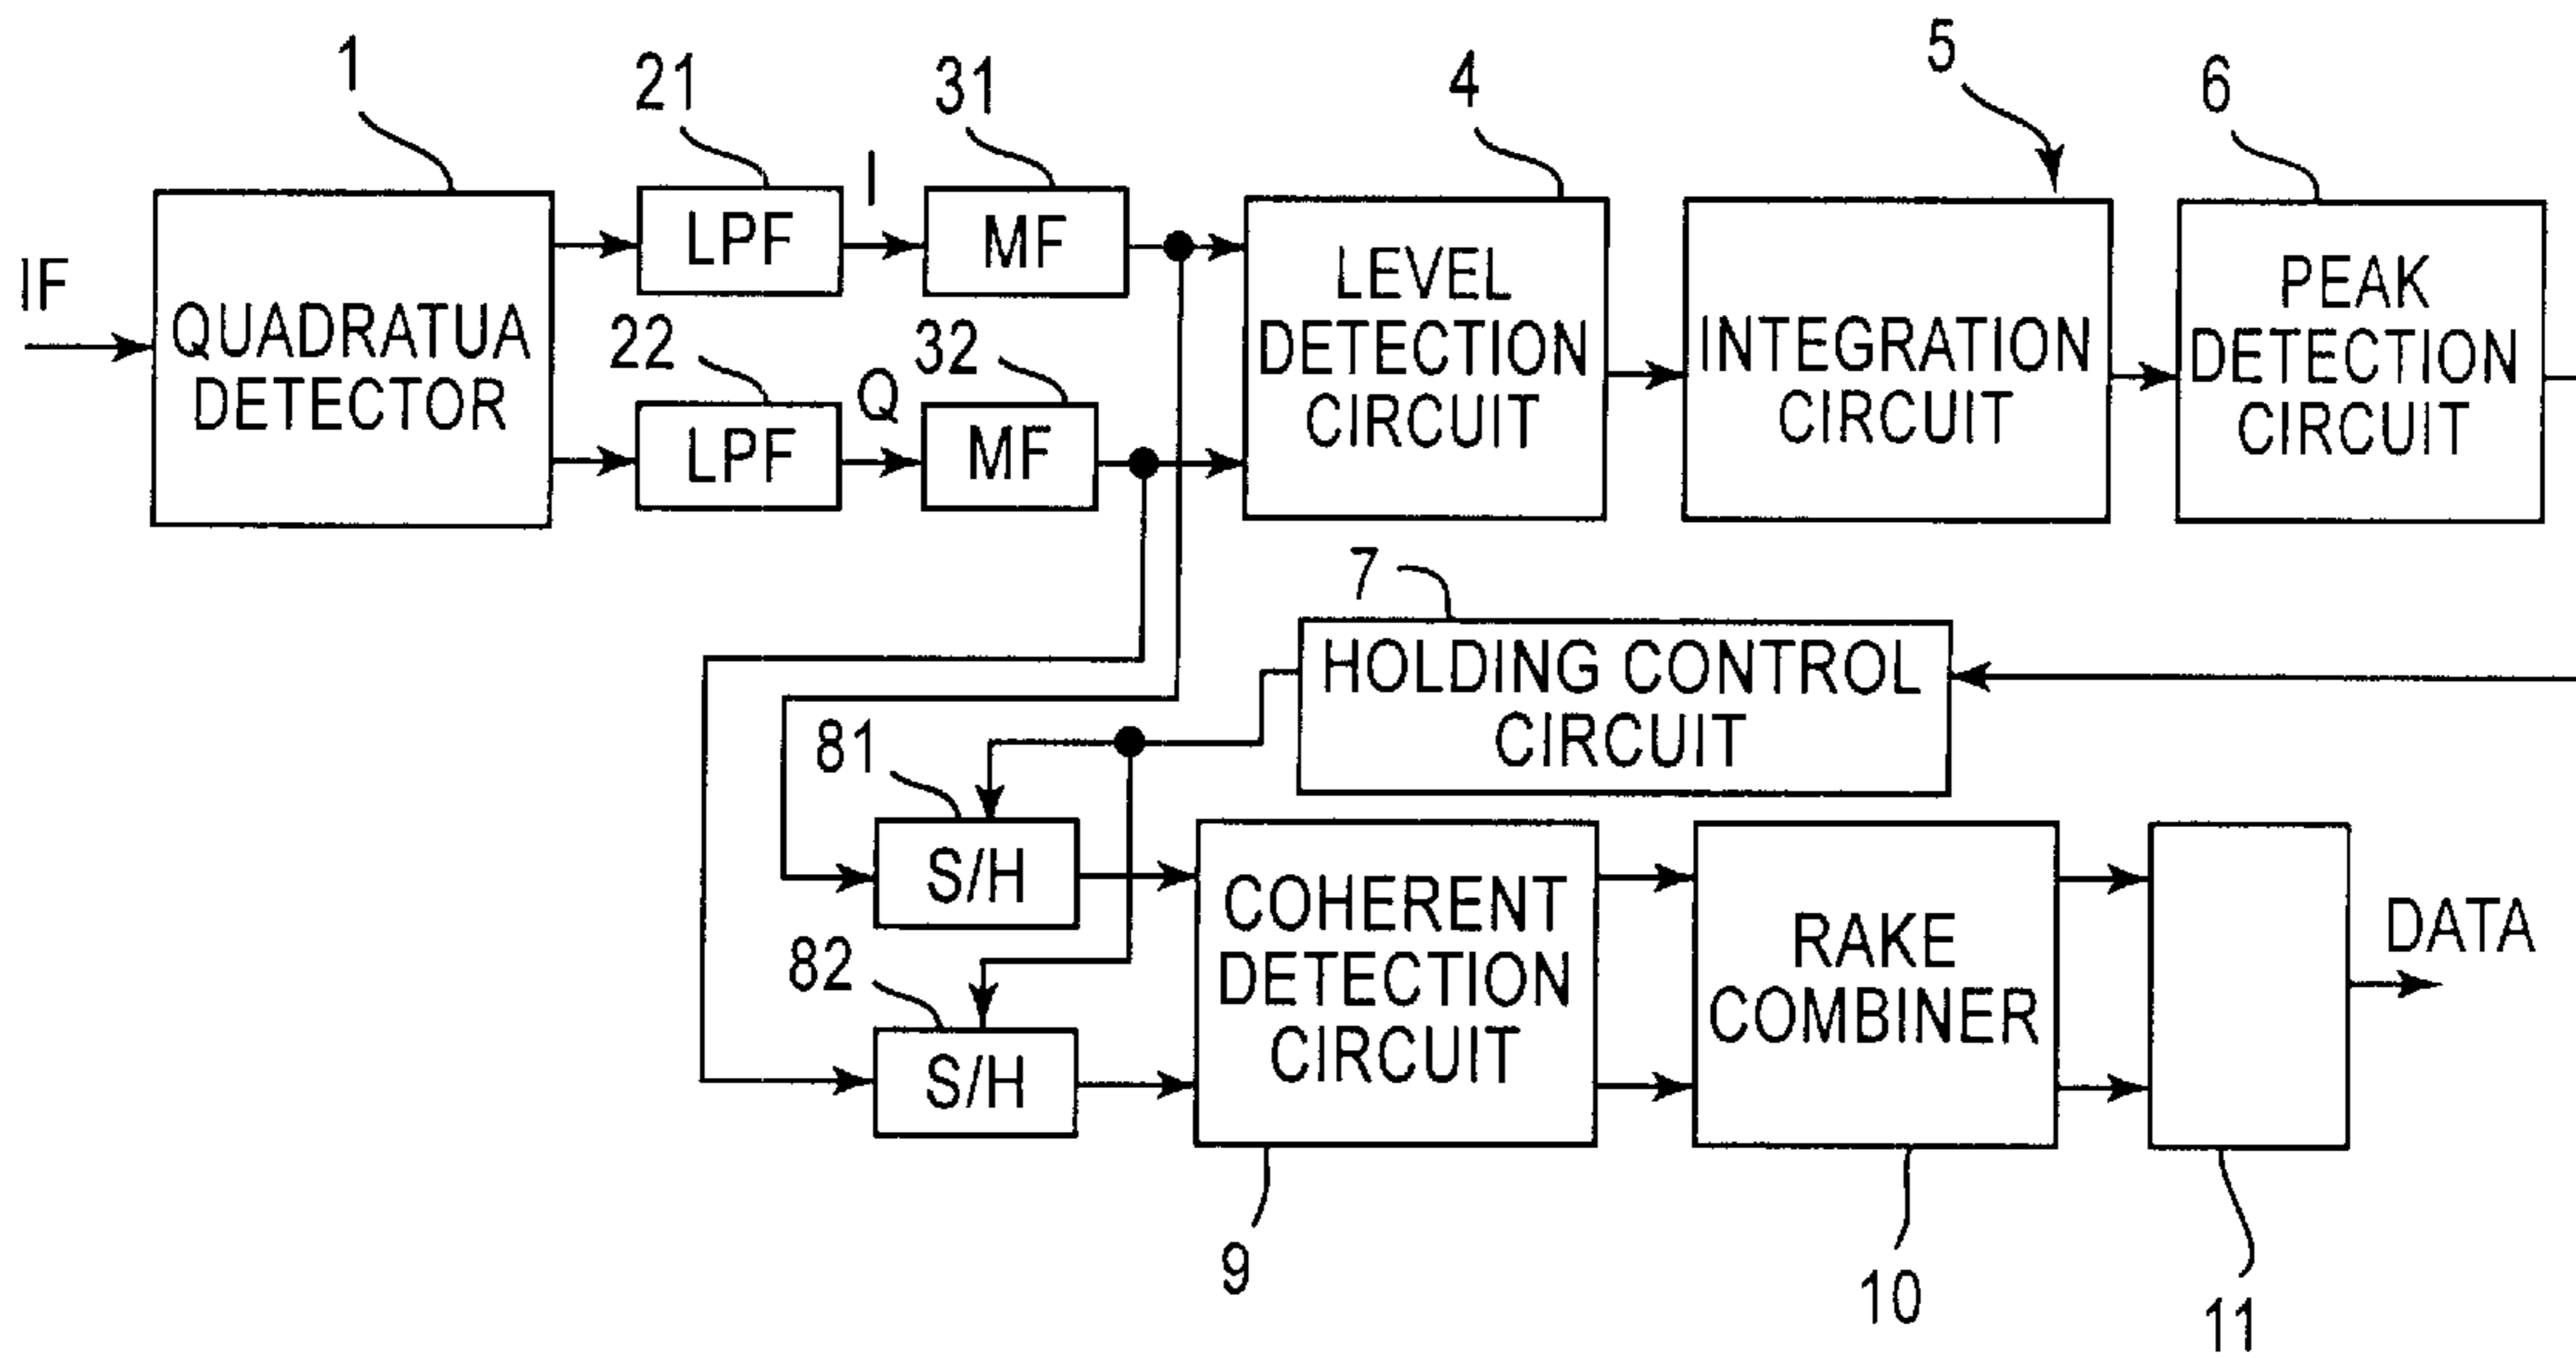 1
21
31
4
5
6
IF
QUADRATUA
DETECTOR
LPF
I
MF
22
LPF
Q
32
MF
LEVEL
DETECTION
CIRCUIT
INTEGRATION
CIRCUIT
PEAK
DETECTION
CIRCUIT
7
HOLDING CONTROL
CIRCUIT
81
S/H
82
S/H
COHERENT
DETECTION
CIRCUIT
RAKE
COMBINER
DATA
9
10
11